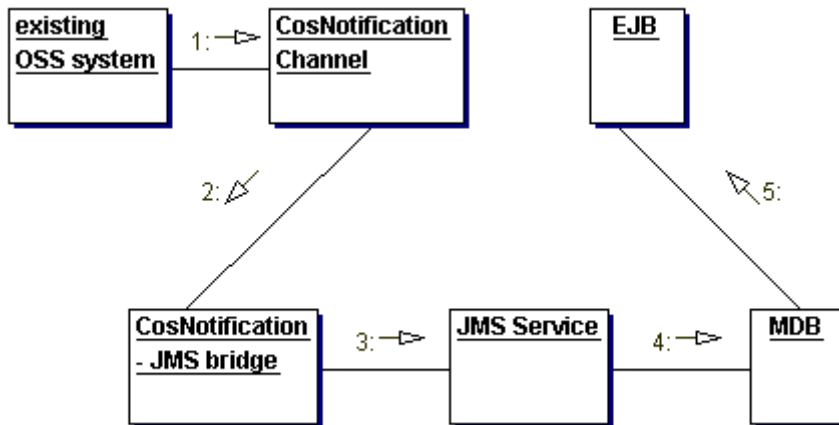 existing
OSS system
1:
CosNotification
Channel
EJB
2:
5:
CosNotification
- JMS bridge
3:
JMS Service
4:
MDB